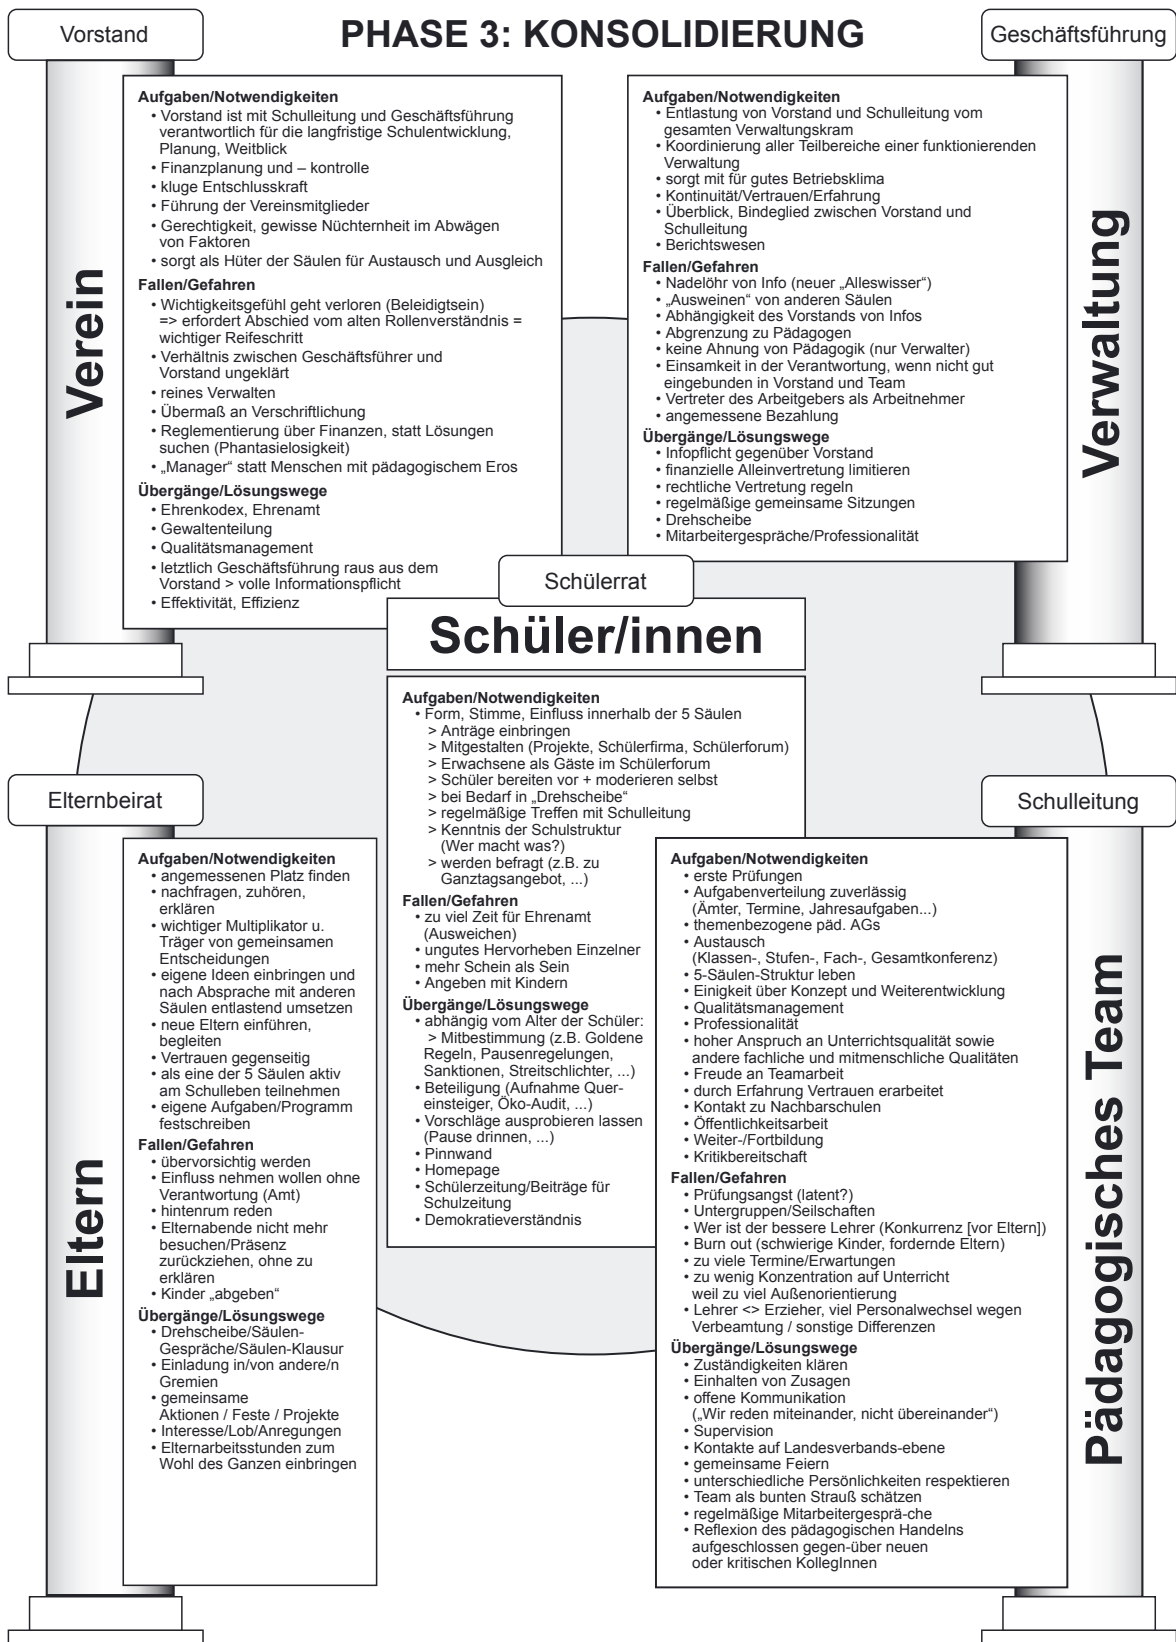 PHASE 3: KONSOLIDIERUNG
Vorstand
Verein
Aufgaben/Notwendigkeiten
• Vorstand ist mit Schulleitung und Geschäftsführung
verantwortlich für die langfristige Schulentwicklung,
Planung, Weitblick
• Finanzplanung und – kontrolle
• kluge Entschlusskraft
• Führung der Vereinsmitglieder
• Gerechtigkeit, gewisse Nüchternheit im Abwägen
von Faktoren
• sorgt als Hüter der Säulen für Austausch und Ausgleich
Fallen/Gefahren
• Wichtigkeitsgefühl geht verloren (Beleidigtsein)
=> erfordert Abschied vom alten Rollenverständnis =
wichtiger Reifeschritt
• Verhältnis zwischen Geschäftsführer und
Vorstand ungeklärt
• reines Verwalten
• Übermaß an Verschriftlichung
• Reglementierung über Finanzen, statt Lösungen
suchen (Phantasielosigkeit)
• „Manager“ statt Menschen mit pädagogischem Eros
Übergänge/Lösungswege
• Ehrenkodex, Ehrenamt
• Gewaltenteilung
• Qualitätsmanagement
• letztlich Geschäftsführung raus aus dem
Vorstand > volle Informationspflicht
• Effektivität, Effizienz
Geschäftsführung
Verwaltung
Aufgaben/Notwendigkeiten
• Entlastung von Vorstand und Schulleitung vom
gesamten Verwaltungskram
• Koordinierung aller Teilbereiche einer funktionierenden
Verwaltung
• sorgt mit für gutes Betriebsklima
• Kontinuität/Vertrauen/Erfahrung
• Überblick, Bindeglied zwischen Vorstand und
Schulleitung
• Berichtswesen
Fallen/Gefahren
• Nadelöhr von Info (neuer „Alleswisser“)
• „Ausweinen“ von anderen Säulen
• Abhängigkeit des Vorstands von Infos
• Abgrenzung zu Pädagogen
• keine Ahnung von Pädagogik (nur Verwalter)
• Einsamkeit in der Verantwortung, wenn nicht gut
eingebunden in Vorstand und Team
• Vertreter des Arbeitgebers als Arbeitnehmer
• angemessene Bezahlung
Übergänge/Lösungswege
• Infopflicht gegenüber Vorstand
• finanzielle Alleinvertretung limitieren
• rechtliche Vertretung regeln
• regelmäßige gemeinsame Sitzungen
• Drehscheibe
• Mitarbeitergespräche/Professionalität
Schülerrat
Schüler/innen
Aufgaben/Notwendigkeiten
• Form, Stimme, Einfluss innerhalb der 5 Säulen
> Anträge einbringen
> Mitgestalten (Projekte, Schülerfirma, Schülerforum)
> Erwachsene als Gäste im Schülerforum
> Schüler bereiten vor + moderieren selbst
> bei Bedarf in „Drehscheibe“
> regelmäßige Treffen mit Schulleitung
> Kenntnis der Schulstruktur
(Wer macht was?)
> werden befragt (z.B. zu
Ganztagsangebot, ...)
Fallen/Gefahren
• zu viel Zeit für Ehrenamt
(Ausweichen)
• ungutes Hervorheben Einzelner
• mehr Schein als Sein
• Angeben mit Kindern
Übergänge/Lösungswege
• abhängig vom Alter der Schüler:
> Mitbestimmung (z.B. Goldene
Regeln, Pausenregelungen,
Sanktionen, Streitschlichter, ...)
• Beteiligung (Aufnahme Quer-
einsteiger, Öko-Audit, ...)
• Vorschläge ausprobieren lassen
(Pause drinnen, ...)
• Pinnwand
• Homepage
• Schülerzeitung/Beiträge für
Schulzeitung
• Demokratieverständnis
Elternbeirat
Eltern
Aufgaben/Notwendigkeiten
• angemessenen Platz finden
• nachfragen, zuhören,
erklären
• wichtiger Multiplikator u.
Träger von gemeinsamen
Entscheidungen
• eigene Ideen einbringen und
nach Absprache mit anderen
Säulen entlastend umsetzen
• neue Eltern einführen,
begleiten
• Vertrauen gegenseitig
• als eine der 5 Säulen aktiv
am Schulleben teilnehmen
• eigene Aufgaben/Programm
festschreiben
Fallen/Gefahren
• übervorsichtig werden
• Einfluss nehmen wollen ohne
Verantwortung (Amt)
• hintenrum reden
• Elternabende nicht mehr
besuchen/Präsenz
zurückziehen, ohne zu
erklären
• Kinder „abgeben“
Übergänge/Lösungswege
• Drehscheibe/Säulen-
Gespräche/Säulen-Klausur
• Einladung in/von andere/n
Gremien
• gemeinsame
Aktionen / Feste / Projekte
• Interesse/Lob/Anregungen
• Elternarbeitsstunden zum
Wohl des Ganzen einbringen
Schulleitung
Pädagogisches Team
Aufgaben/Notwendigkeiten
• erste Prüfungen
• Aufgabenverteilung zuverlässig
(Ämter, Termine, Jahresaufgaben...)
• themenbezogene päd. AGs
• Austausch
(Klassen-, Stufen-, Fach-, Gesamtkonferenz)
• 5-Säulen-Struktur leben
• Einigkeit über Konzept und Weiterentwicklung
• Qualitätsmanagement
• Professionalität
• hoher Anspruch an Unterrichtsqualität sowie
andere fachliche und mitmenschliche Qualitäten
• Freude an Teamarbeit
• durch Erfahrung Vertrauen erarbeitet
• Kontakt zu Nachbarschulen
• Öffentlichkeitsarbeit
• Weiter-/Fortbildung
• Kritikbereitschaft
Fallen/Gefahren
• Prüfungsangst (latent?)
• Untergruppen/Seilschaften
• Wer ist der bessere Lehrer (Konkurrenz [vor Eltern])
• Burn out (schwierige Kinder, fordernde Eltern)
• zu viele Termine/Erwartungen
• zu wenig Konzentration auf Unterricht
weil zu viel Außenorientierung
• Lehrer <> Erzieher, viel Personalwechsel wegen
Verbeamtung / sonstige Differenzen
Übergänge/Lösungswege
• Zuständigkeiten klären
• Einhalten von Zusagen
• offene Kommunikation
(„Wir reden miteinander, nicht übereinander“)
• Supervision
• Kontakte auf Landesverbands-ebene
• gemeinsame Feiern
• unterschiedliche Persönlichkeiten respektieren
• Team als bunten Strauß schätzen
• regelmäßige Mitarbeitergesprä-che
• Reflexion des pädagogischen Handelns
aufgeschlossen gegen-über neuen
oder kritischen KollegInnen